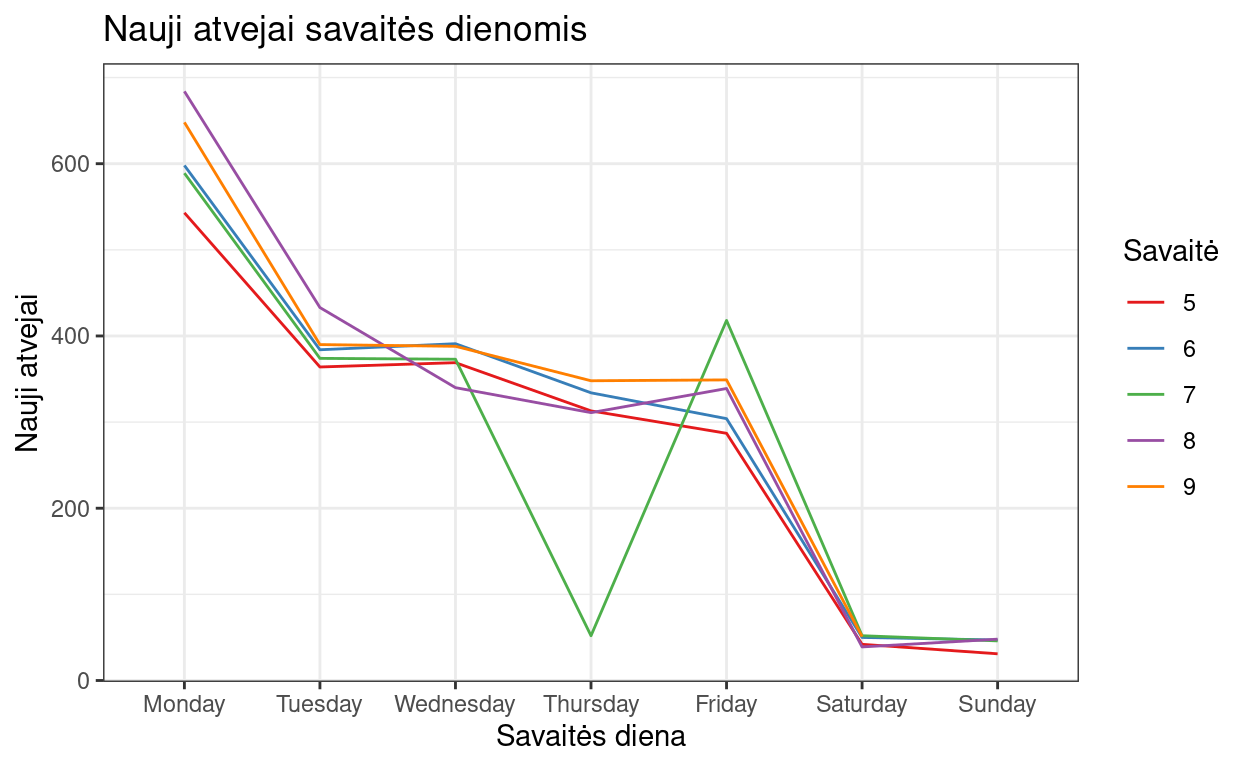 Nauji atvejai savaitės dienomis
Nauji atvejai
600
400
200
0
Monday Tuesday Wednesday Thursday Friday Saturday Sunday
Savaitės diena
Savaitė
5
6
7
8
9